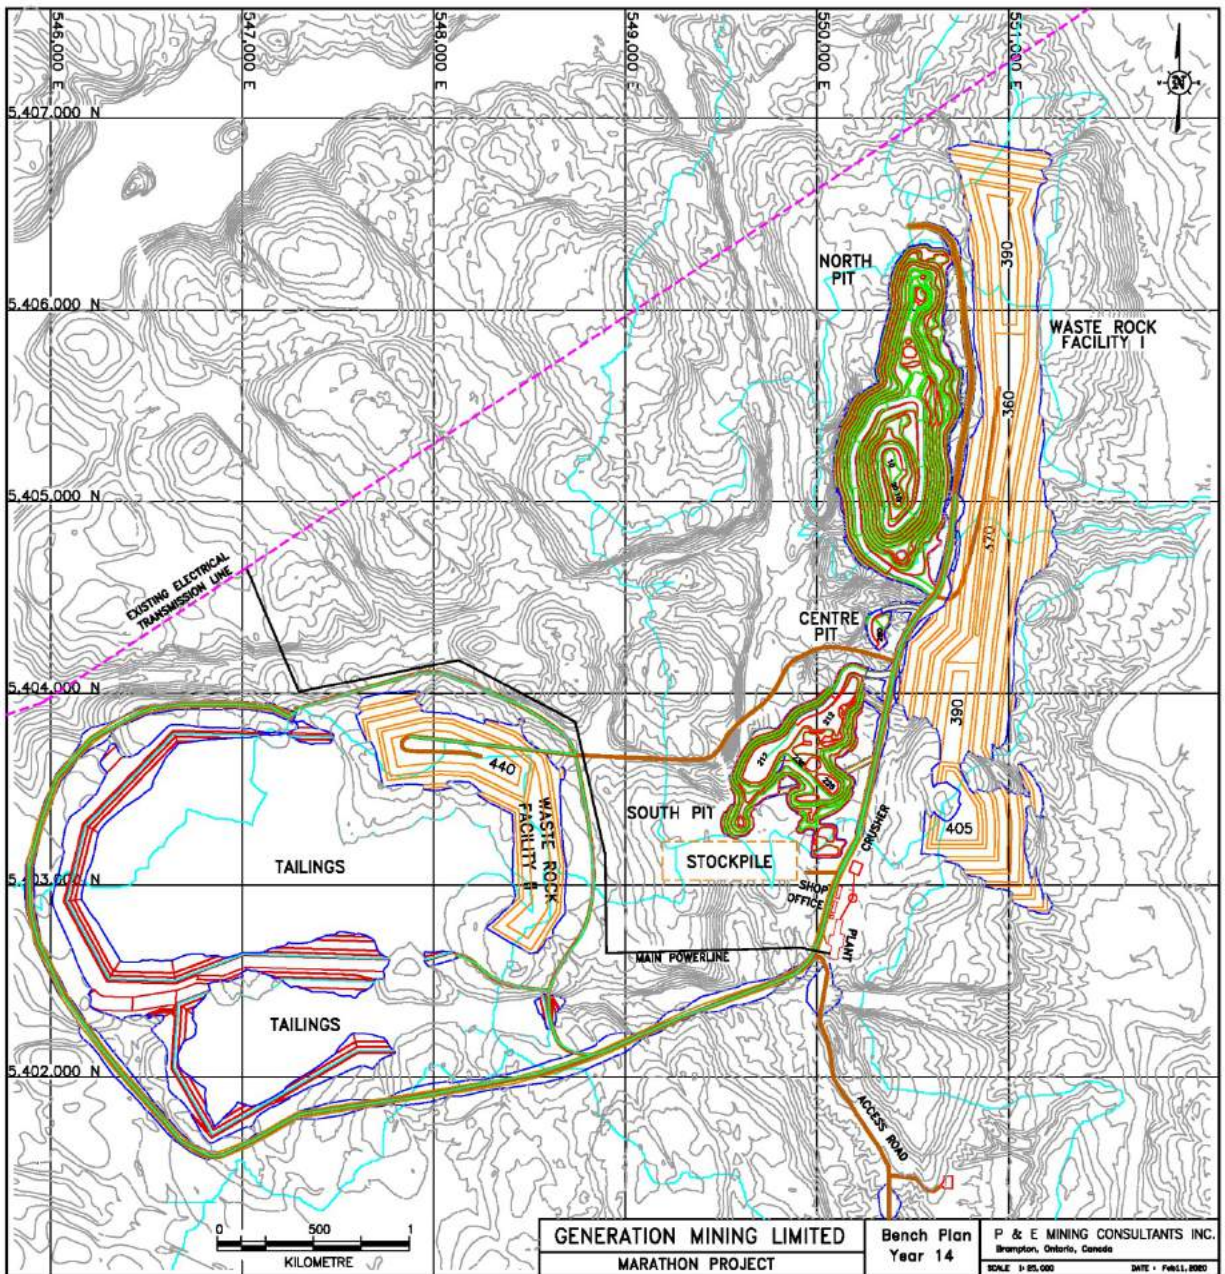 546,000 E
547,000 E
548,000 E
549,000 E
550,000 E
551,000 E
N
5,407,000 N
NORTH
PIT
390
5,406,000 N
WASTE ROCK
FACILITY I
360
10
5,405,000 N
370
EXISTING ELECTRICAL
TRANSMISSION LINE
CENTRE
PIT
5,404,000 N
390
212
212
440
WASTE ROCK
FACILITY II
SOUTH PIT
405
CRUSHER
STOCKPILE
TAILINGS
5,403,000 N
SHOP
OFFICE
PLANT
MAIN POWERLINE
TAILINGS
5,402,000 N
ACCESS ROAD
0 500 1
KILOMETRE
GENERATION MINING LIMITED
MARATHON PROJECT
Bench Plan
Year 14
P & E MINING CONSULTANTS INC.
Brampton, Ontario, Canada
SCALE 1:25,000 DATE : Feb11,2020